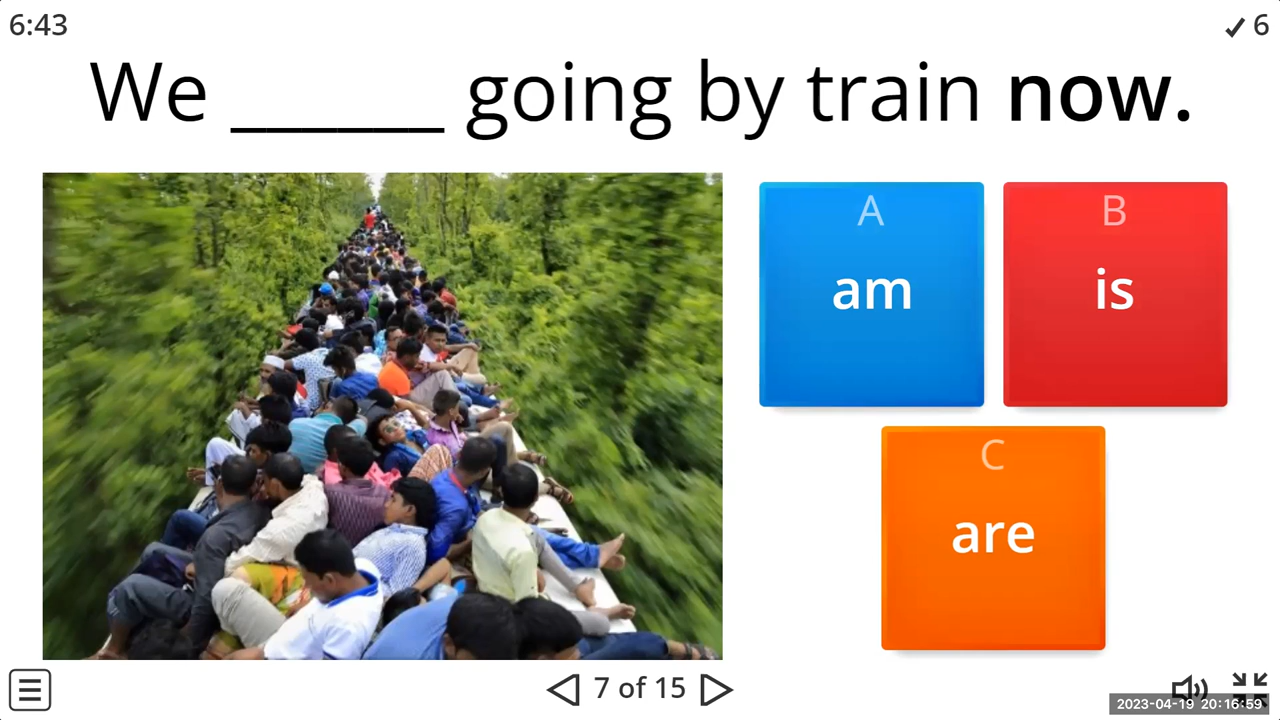 6:43
✓ 6
We ______ going by train now.
A
am
B
is
C
are
7 of 15
2023-04-19 20:16:59